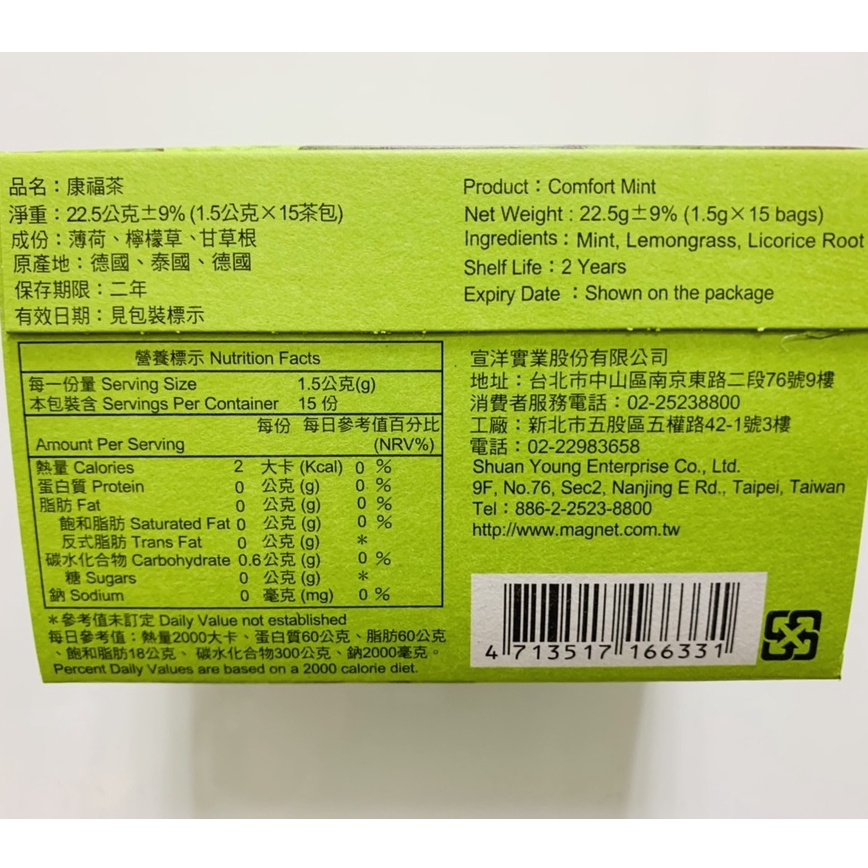 品名：康福茶
淨重：22.5公克±9% (1.5公克×15茶包)
成份：薄荷、檸檬草、甘草根
原產地：德國、泰國、德國
保存期限：二年
有效日期：見包裝標示
Product：Comfort Mint
Net Weight : 22.5g±9% (1.5g×15 bags)
Ingredients：Mint, Lemongrass, Licorice Root
Shelf Life：2 Years
Expiry Date ：Shown on the package
營養標示 Nutrition Facts
每一份量 Serving Size 1.5公克(g)
本包裝含 Servings Per Container 15 份
每份 每日參考值百分比
Amount Per Serving (NRV%)
熱量 Calories 2 大卡 (Kcal) 0 %
蛋白質 Protein 0 公克 (g) 0 %
脂肪 Fat 0 公克 (g) 0 %
飽和脂肪 Saturated Fat 0 公克 (g) 0 %
反式脂肪 Trans Fat 0 公克 (g) *
碳水化合物 Carbohydrate 0.6 公克 (g) 0 %
糖 Sugars 0 公克 (g) *
鈉 Sodium 0 毫克 (mg) 0 %
*參考值未訂定 Daily Value not established
每日參考值：熱量2000大卡、蛋白質60公克、脂肪60公克
、飽和脂肪18公克、碳水化合物300公克、鈉2000毫克。
Percent Daily Values are based on a 2000 calorie diet.
宣洋實業股份有限公司
地址：台北市中山區南京東路二段76號9樓
消費者服務電話：02-25238800
工廠：新北市五股區五權路42-1號3樓
電話：02-22983658
Shuan Young Enterprise Co., Ltd.
9F, No.76, Sec2, Nanjing E Rd., Taipei, Taiwan
Tel：886-2-2523-8800
http://www.magnet.com.tw
4 713517 166331